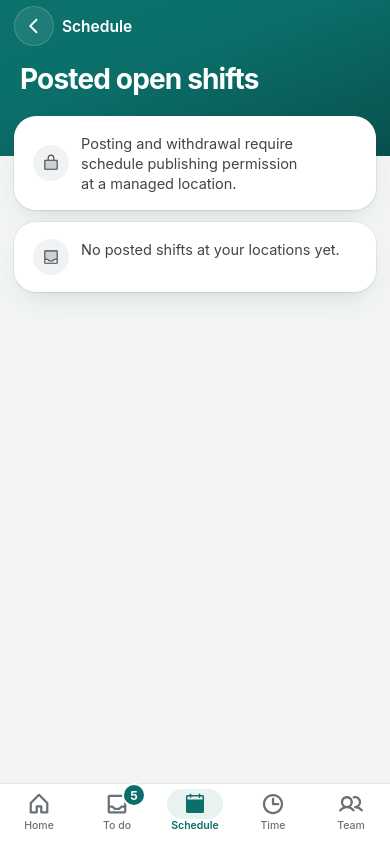 Schedule
Posted open shifts
Posting and withdrawal require
schedule publishing permission
at a managed location.
No posted shifts at your locations yet.
5
Home
To do
Schedule
Time
Team